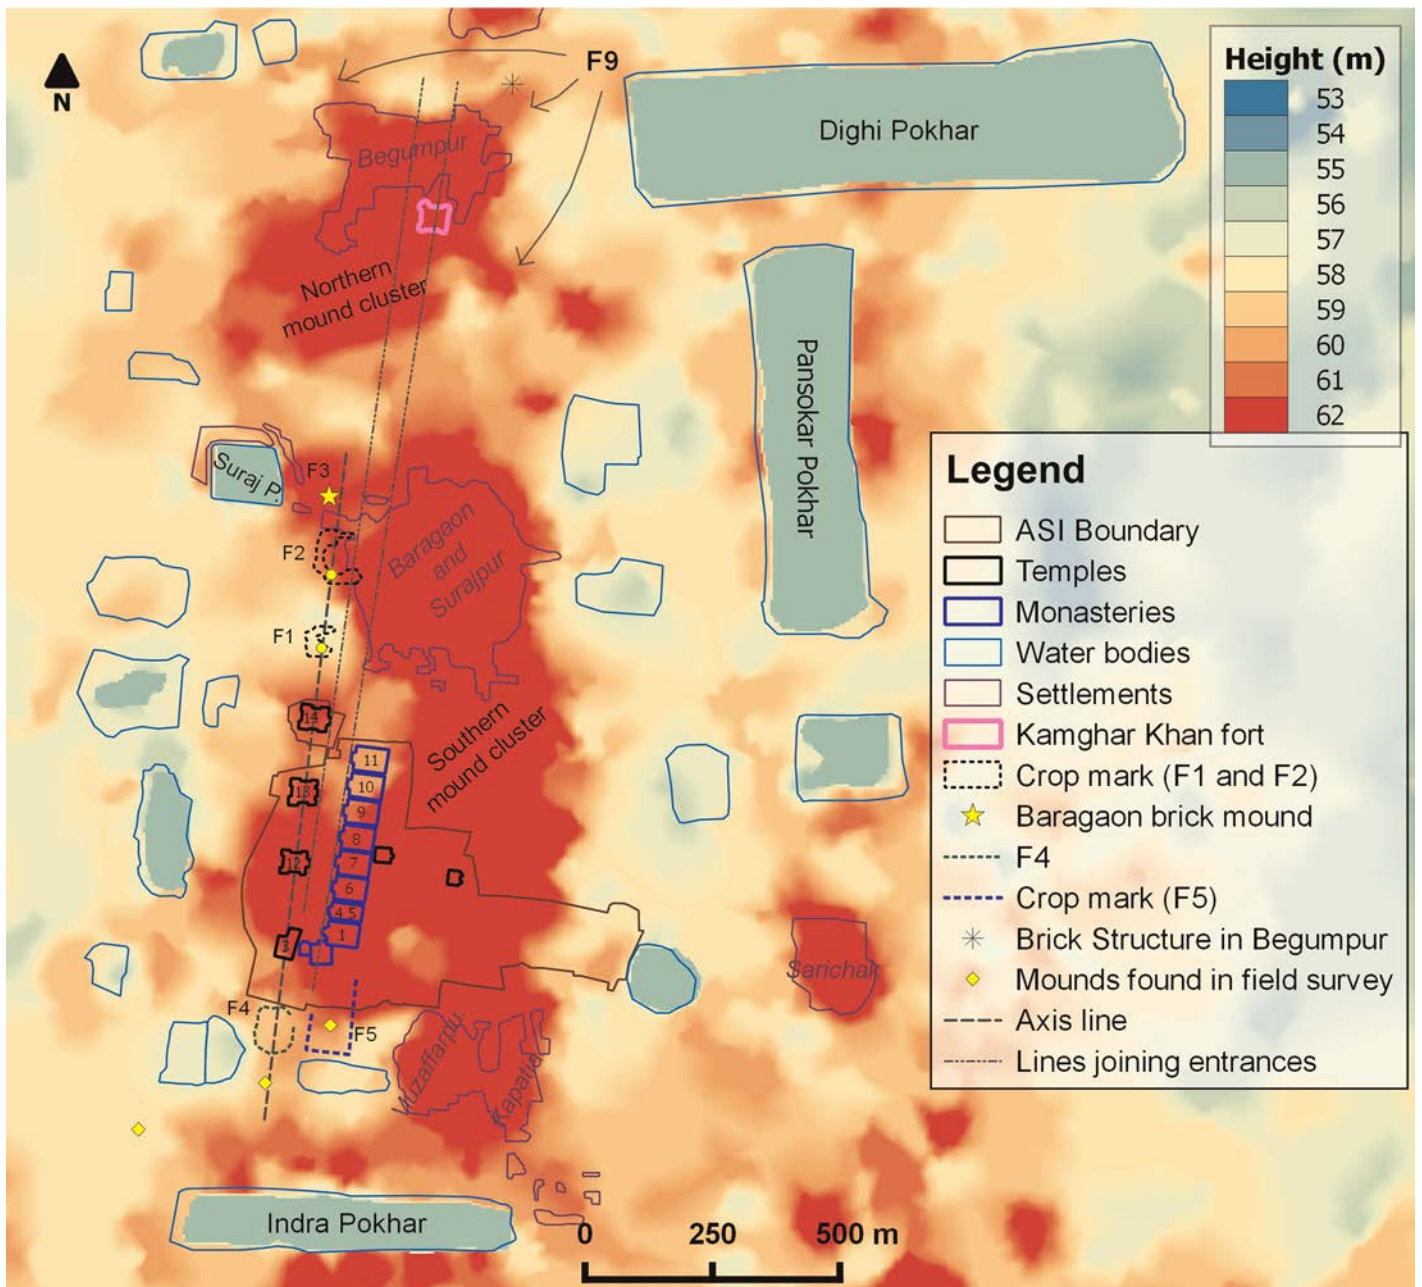 N
F9
Begumpur
Northern
mound cluster
Dighi Pokhar
Pansokar Pokhar
Height (m)
53
54
55
56
57
58
59
60
61
62
Suraj P.
F3
F2
F1
Baragaon
and
Surajpur
Southern
mound cluster
14
13
12
3
11
10
9
8
7
6
4,5
1
F4
F5
Muzaffarpur
Kapatia
Sarichak
Indra Pokhar
0 250 500 m
Legend
ASI Boundary
Temples
Monasteries
Water bodies
Settlements
Kamghar Khan fort
Crop mark (F1 and F2)
Baragaon brick mound
F4
Crop mark (F5)
Brick Structure in Begumpur
Mounds found in field survey
Axis line
Lines joining entrances